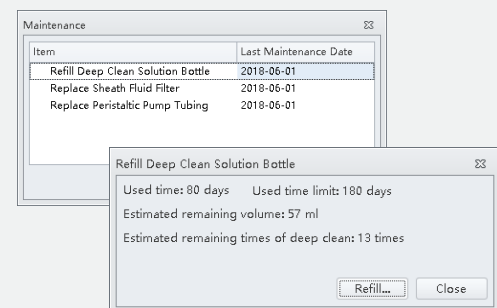 Maintenance
Item Last Maintenance Date
Refill Deep Clean Solution Bottle 2018-06-01
Replace Sheath Fluid Filter 2018-06-01
Replace Peristaltic Pump Tubing 2018-06-01
Refill Deep Clean Solution Bottle
Used time: 80 days Used time limit: 180 days
Estimated remaining volume: 57 ml
Estimated remaining times of deep clean: 13 times
Refill... Close